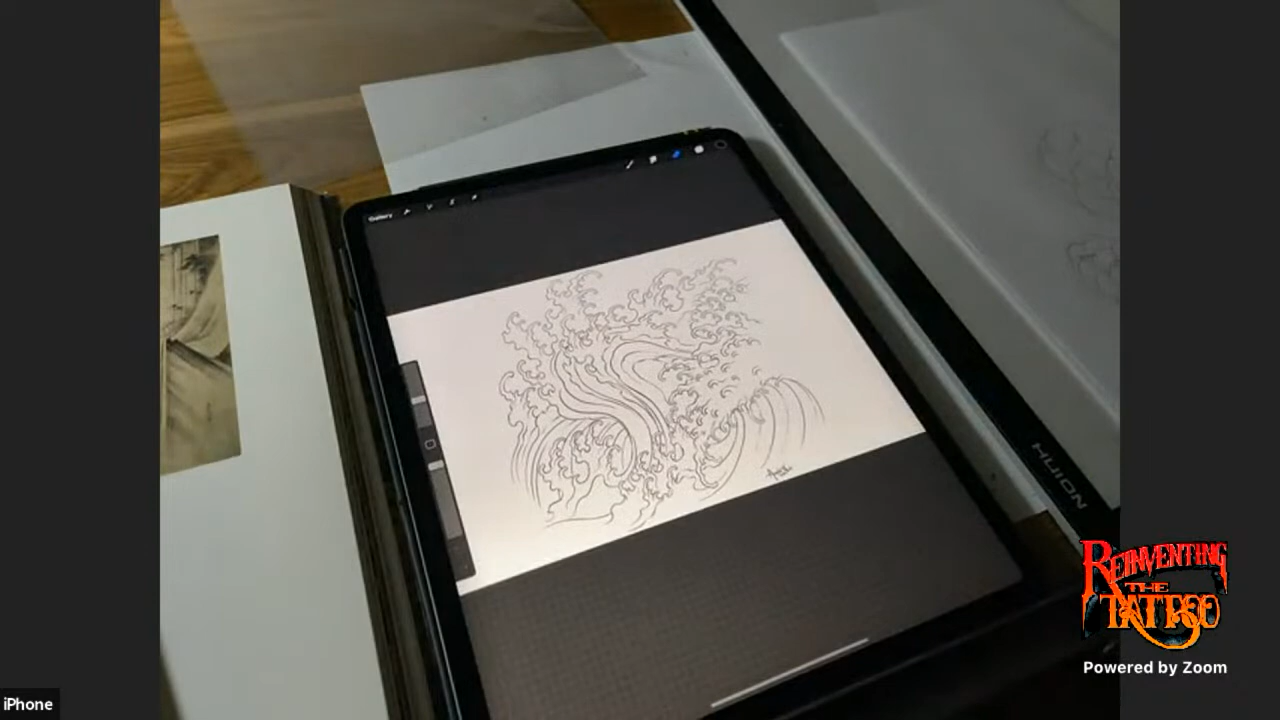 Gallery
HUION
REINVENTING
THE
TATTOO
Powered by Zoom
iPhone